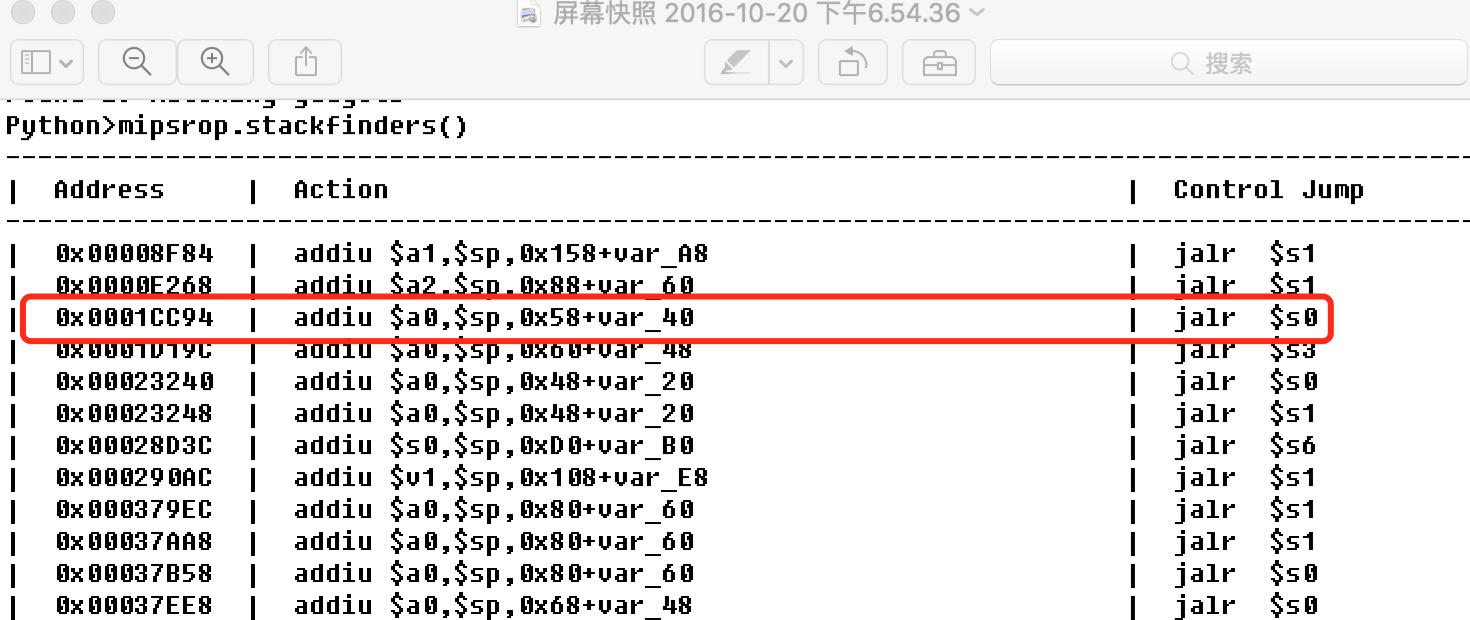 屏幕快照 2016-10-20 下午6.54.36
搜索
Python>mipsrop.stackfinders()
| Address | Action | Control Jump
| 0x00008F84 | addiu $a1,$sp,0x158+var_A8 | jalr $s1
| 0x0000E268 | addiu $a2,$sp,0x88+var_60 | jalr $s1
| 0x0001CC94 | addiu $a0,$sp,0x58+var_40 | jalr $s0
| 0x0001D19C | addiu $a0,$sp,0x60+var_48 | jalr $s3
| 0x00023240 | addiu $a0,$sp,0x48+var_20 | jalr $s0
| 0x00023248 | addiu $a0,$sp,0x48+var_20 | jalr $s1
| 0x00028D3C | addiu $s0,$sp,0xD0+var_B0 | jalr $s6
| 0x000290AC | addiu $v1,$sp,0x108+var_E8 | jalr $s1
| 0x000379EC | addiu $a0,$sp,0x80+var_60 | jalr $s1
| 0x00037AA8 | addiu $a0,$sp,0x80+var_60 | jalr $s1
| 0x00037B58 | addiu $a0,$sp,0x80+var_60 | jalr $s0
| 0x00037EE8 | addiu $a0,$sp,0x68+var_48 | jalr $s0